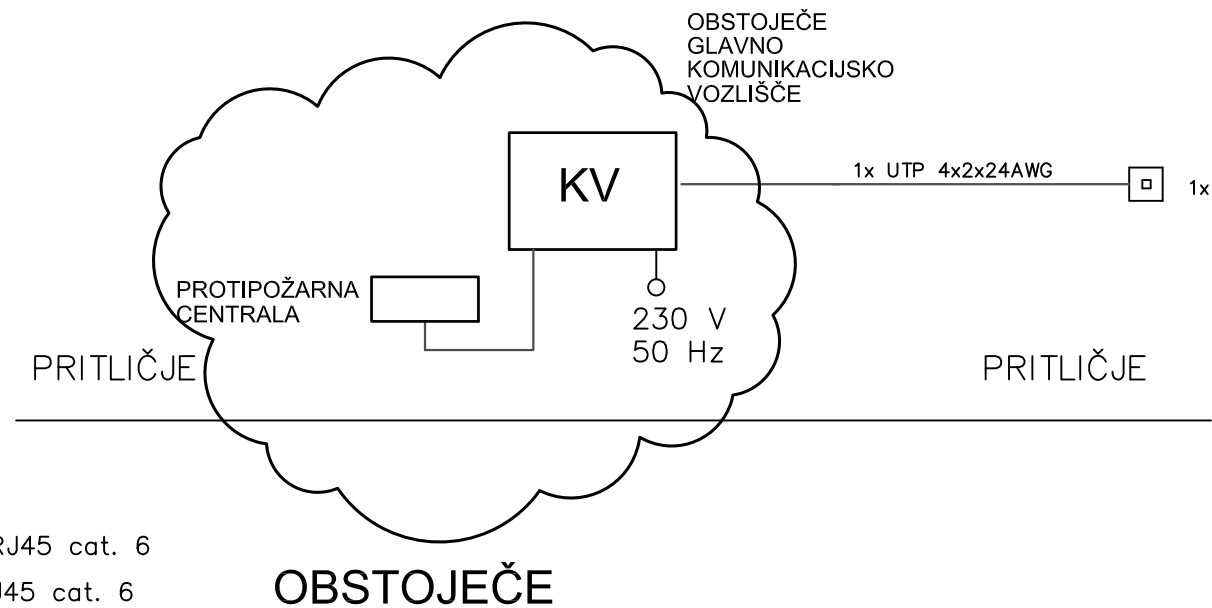 OBSTOJEČE
GLAVNO
KOMUNIKACIJSKO
VOZLIŠČE
KV
1x UTP 4x2x24AWG
1x
PROTIPOŽARNA
CENTRALA
230 V
50 Hz
PRITLIČJE
PRITLIČJE
RJ45 cat. 6
J45 cat. 6
OBSTOJEČE